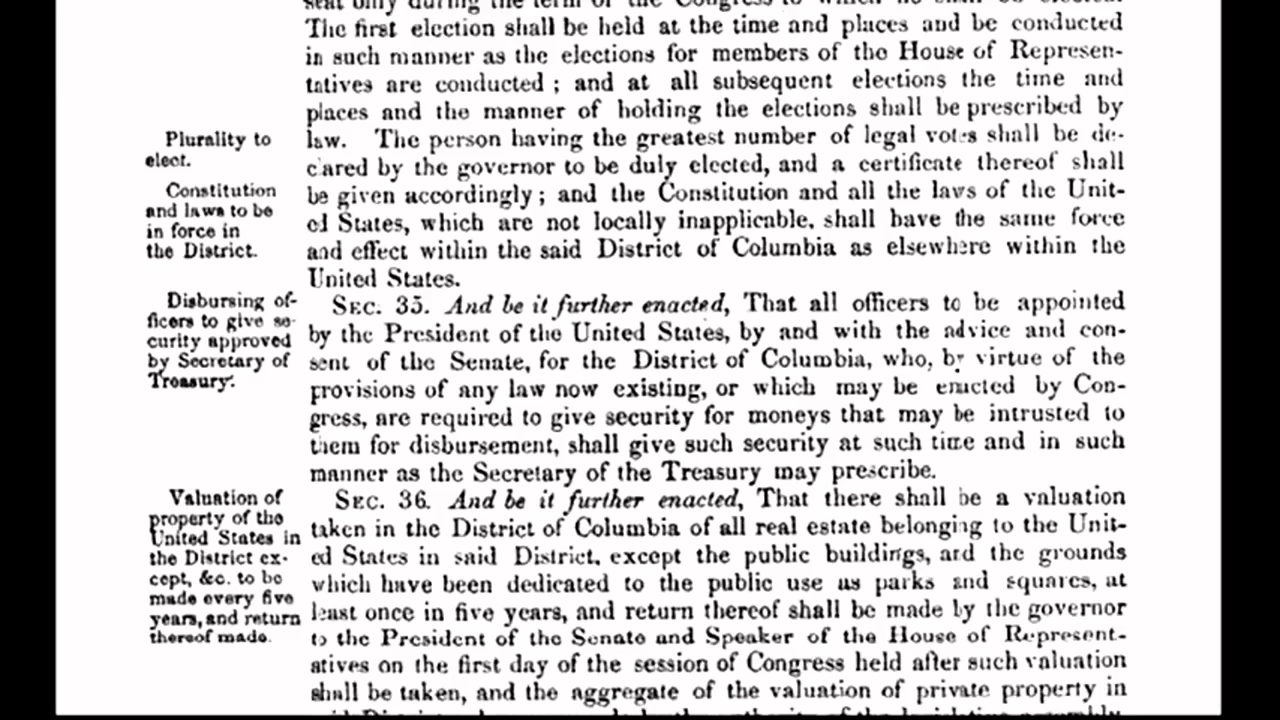 seat only during the term of the Congress to which he shall be elected.
The first election shall be held at the time and places and be conducted
in such manner as the elections for members of the House of Represen-
tatives are conducted ; and at all subsequent elections the time and
places and the manner of holding the elections shall be prescribed by
law. The person having the greatest number of legal votes shall be de-
clared by the governor to be duly elected, and a certificate thereof shall
be given accordingly ; and the Constitution and all the laws of the Unit-
ed States, which are not locally inapplicable, shall have the same force
and effect within the said District of Columbia as elsewhere within the
United States.
Plurality to
elect.
Constitution
and laws to be
in force in
the District.
SEC. 35. And be it further enacted, That all officers to be appointed
by the President of the United States, by and with the advice and con-
sent of the Senate, for the District of Columbia, who, by virtue of the
provisions of any law now existing, or which may be enacted by Con-
gress, are required to give security for moneys that may be intrusted to
them for disbursement, shall give such security at such time and in such
manner as the Secretary of the Treasury may prescribe.
Disbursing of-
ficers to give se-
curity approved
by Secretary of
Treasury.
SEC. 36. And be it further enacted, That there shall be a valuation
taken in the District of Columbia of all real estate belonging to the Unit-
ed States in said District, except the public buildings, and the grounds
which have been dedicated to the public use as parks and squares, at
least once in five years, and return thereof shall be made by the governor
to the President of the Senate and Speaker of the House of Represent-
atives on the first day of the session of Congress held after such valuation
shall be taken, and the aggregate of the valuation of private property in
Valuation of
property of the
United States in
the District ex-
cept, &c. to be
made every five
years, and return
thereof made.